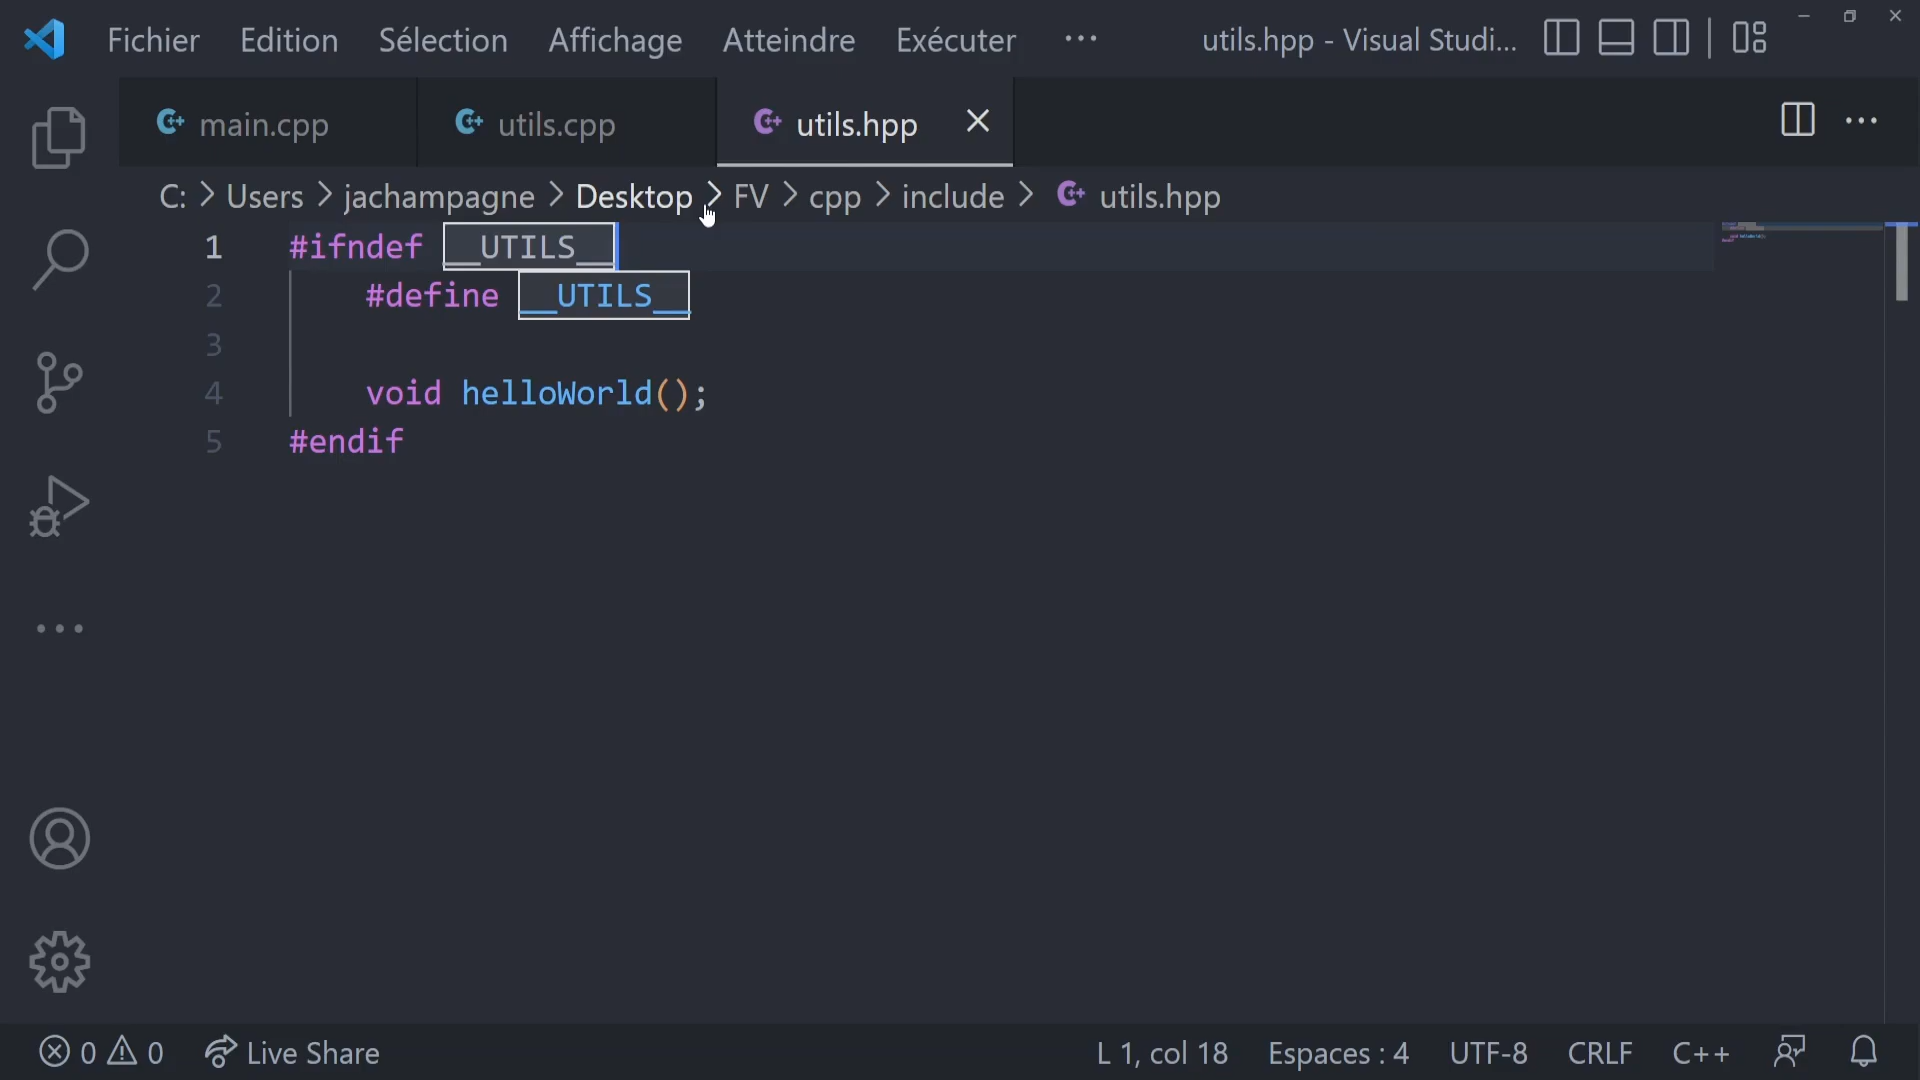 Fichier Edition Sélection Affichage Atteindre Exécuter ··· utils.hpp - Visual Studi...
main.cpp utils.cpp utils.hpp
C: > Users > jachampagne > Desktop > FV > cpp > include > utils.hpp
1 #ifndef __UTILS__
2 #define __UTILS__
3
4 void helloWorld();
5 #endif
0 0 Live Share L 1, col 18 Espaces : 4 UTF-8 CRLF C++